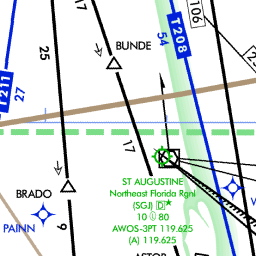 17
106
BUNDE
T208
54
25
T211
27
17
ST AUGUSTINE
Northeast Florida Rgnl
(SGJ) D★
10 80
AWOS-3PT 119.625
(A) 119.625
BRADO
PAINN